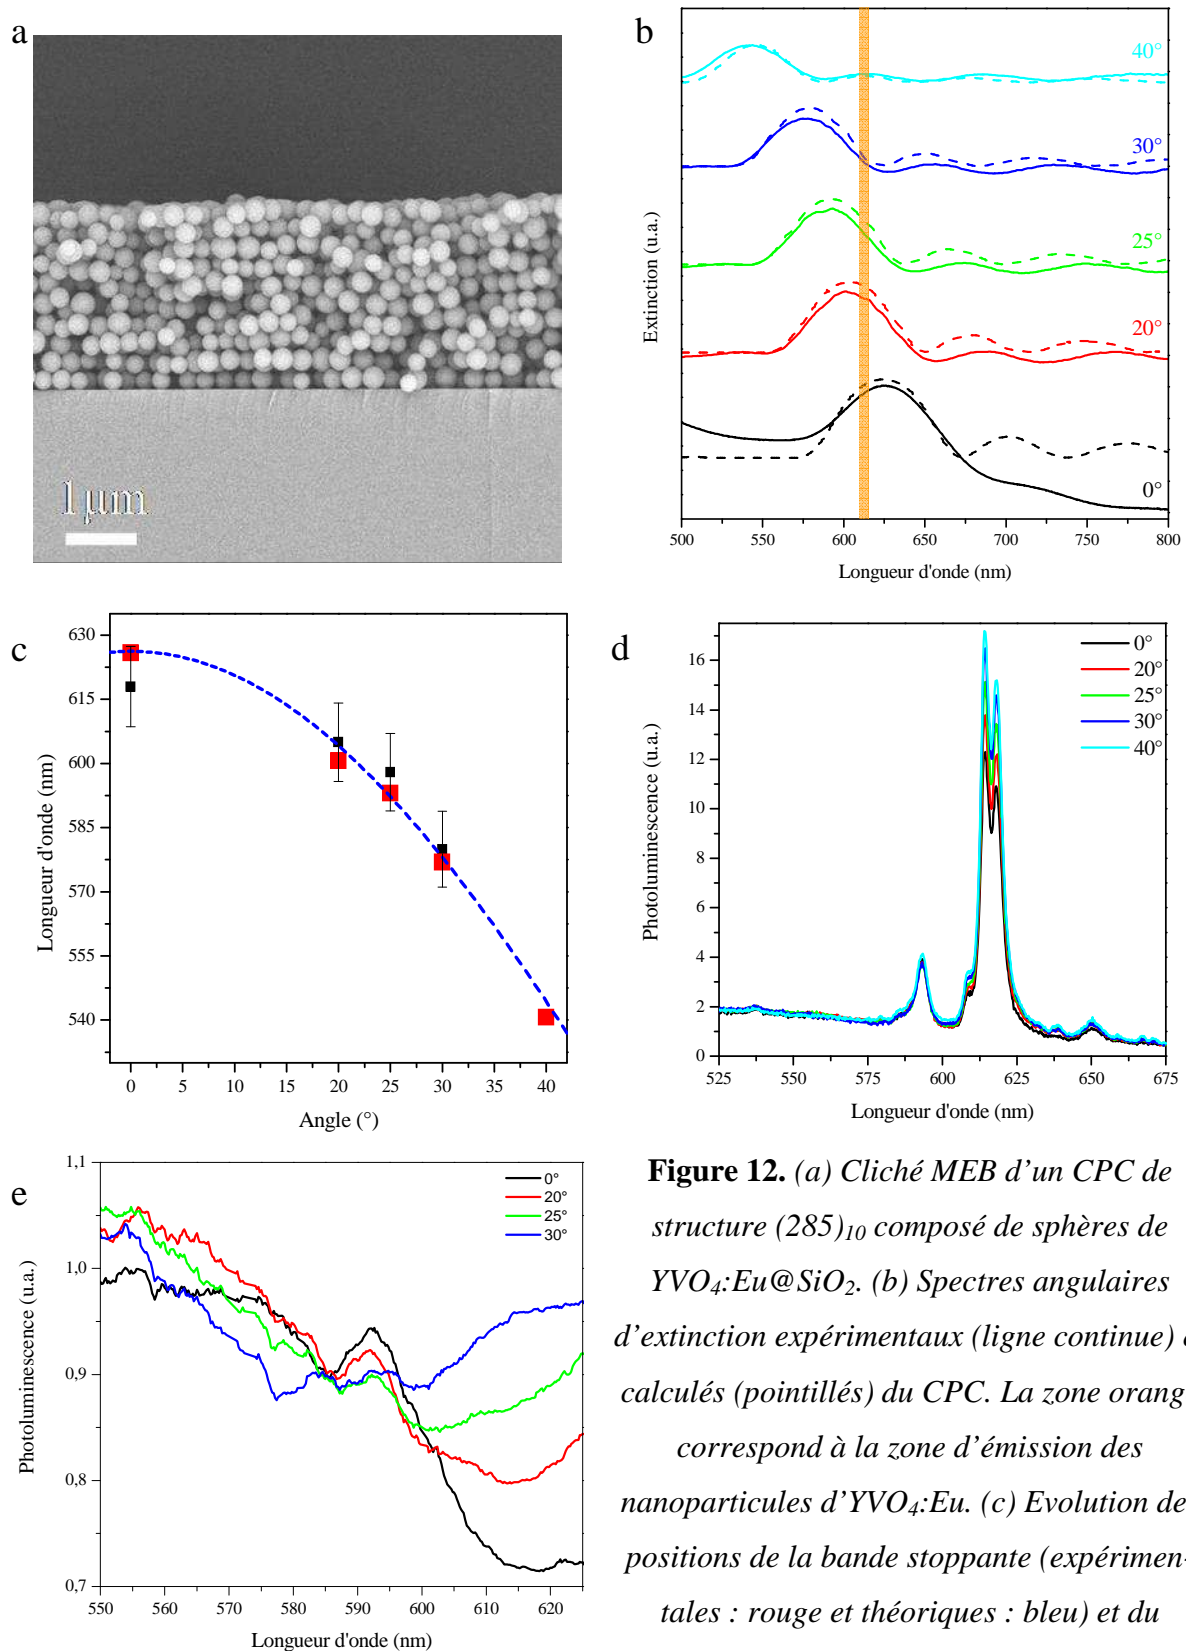 a
1µm
b
40°
30°
25°
20°
0°
Extinction (u.a.)
500 550 600 650 700 750 800
Longueur d'onde (nm)
c
630
615
600
585
570
555
540
Longueur d'onde (nm)
0 5 10 15 20 25 30 35 40
Angle (°)
d
0°
20°
25°
30°
40°
16
14
12
10
8
6
4
2
0
Photoluminescence (u.a.)
525 550 575 600 625 650 675
Longueur d'onde (nm)
e
0°
20°
25°
30°
1,1
1,0
0,9
0,8
0,7
Photoluminescence (u.a.)
550 560 570 580 590 600 610 620
Longueur d'onde (nm)
Figure 12. (a) Cliché MEB d'un CPC de
structure (285)10 composé de sphères de
YVO4:Eu@SiO2. (b) Spectres angulaires
d'extinction expérimentaux (ligne continue)
calculés (pointillés) du CPC. La zone orang
correspond à la zone d'émission des
nanoparticules d'YVO4:Eu. (c) Evolution de
positions de la bande stoppante (expérimen-
tales : rouge et théoriques : bleu) et du